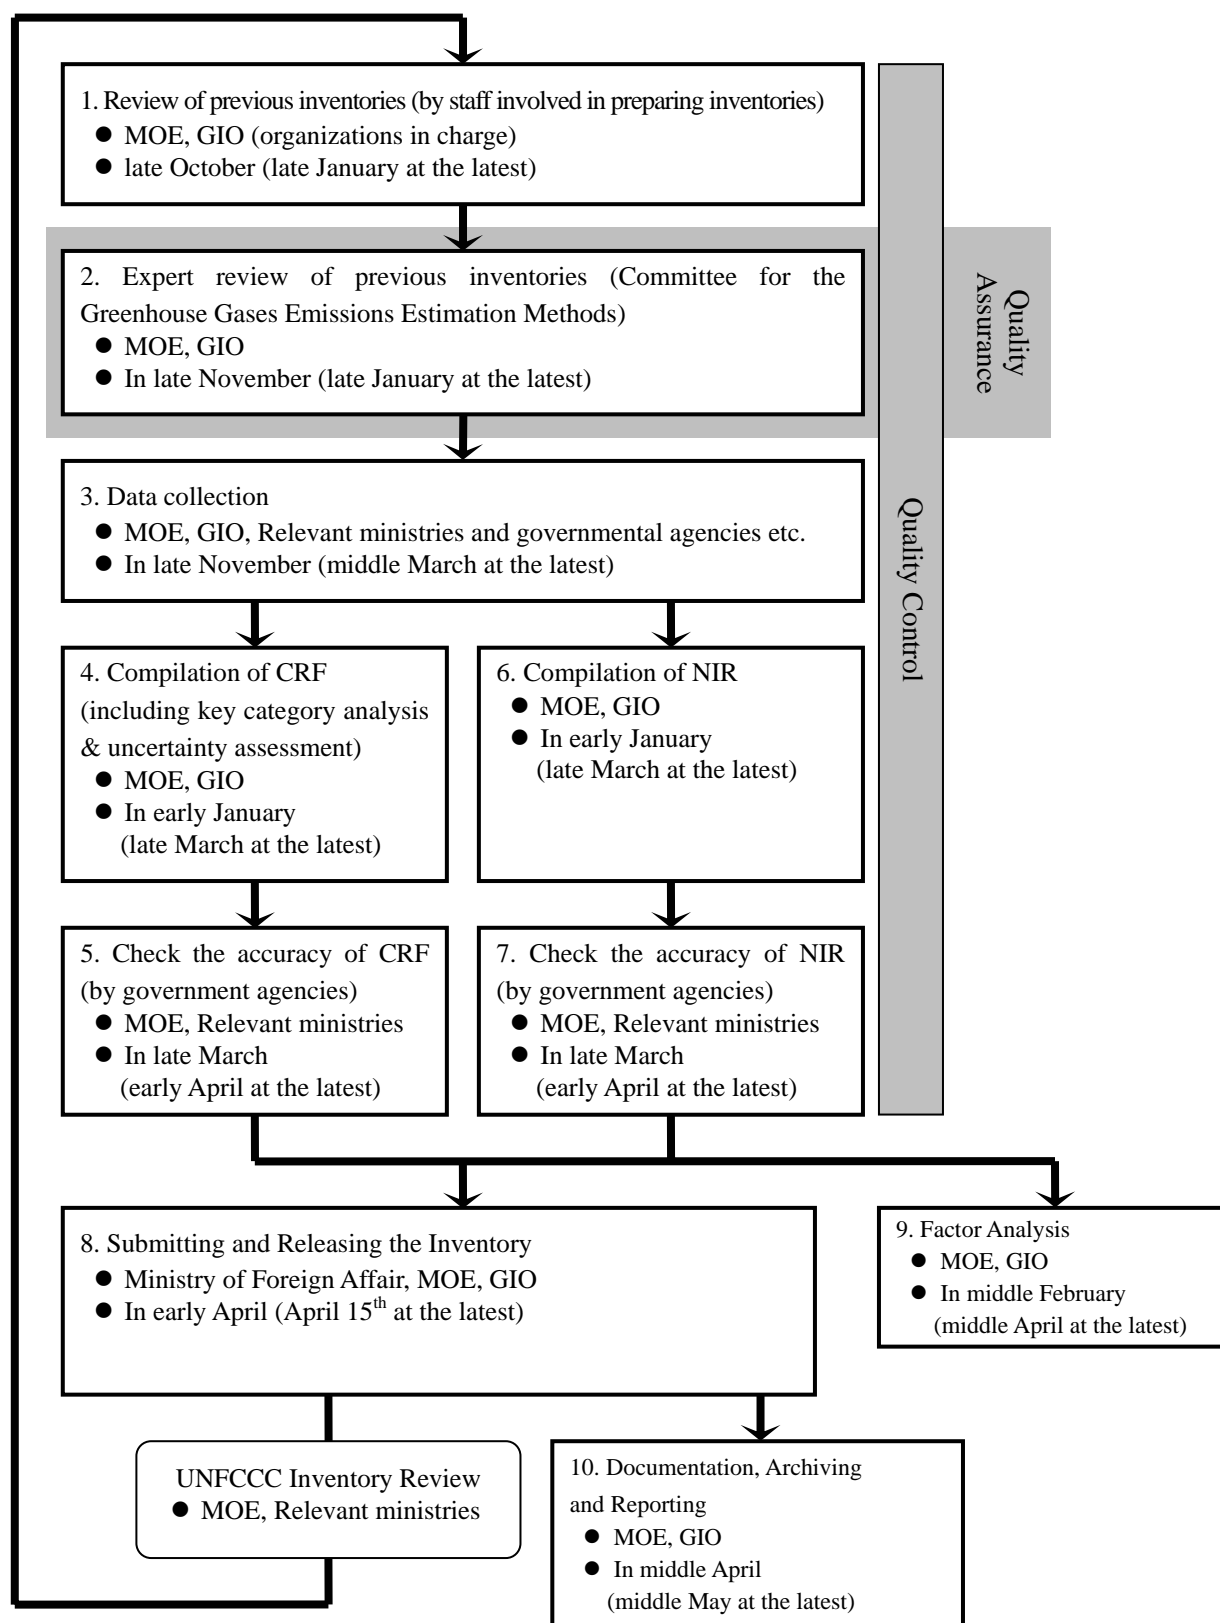 1. Review of previous inventories (by staff involved in preparing inventories)
● MOE, GIO (organizations in charge)
● late October (late January at the latest)
2. Expert review of previous inventories (Committee for the
Greenhouse Gases Emissions Estimation Methods)
● MOE, GIO
● In late November (late January at the latest)
Quality
Assurance
3. Data collection
● MOE, GIO, Relevant ministries and governmental agencies etc.
● In late November (middle March at the latest)
Quality Control
4. Compilation of CRF
(including key category analysis
& uncertainty assessment)
● MOE, GIO
● In early January
(late March at the latest)
6. Compilation of NIR
● MOE, GIO
● In early January
(late March at the latest)
5. Check the accuracy of CRF
(by government agencies)
● MOE, Relevant ministries
● In late March
(early April at the latest)
7. Check the accuracy of NIR
(by government agencies)
● MOE, Relevant ministries
● In late March
(early April at the latest)
8. Submitting and Releasing the Inventory
● Ministry of Foreign Affair, MOE, GIO
● In early April (April 15th at the latest)
9. Factor Analysis
● MOE, GIO
● In middle February
(middle April at the latest)
UNFCCC Inventory Review
● MOE, Relevant ministries
10. Documentation, Archiving
and Reporting
● MOE, GIO
● In middle April
(middle May at the latest)